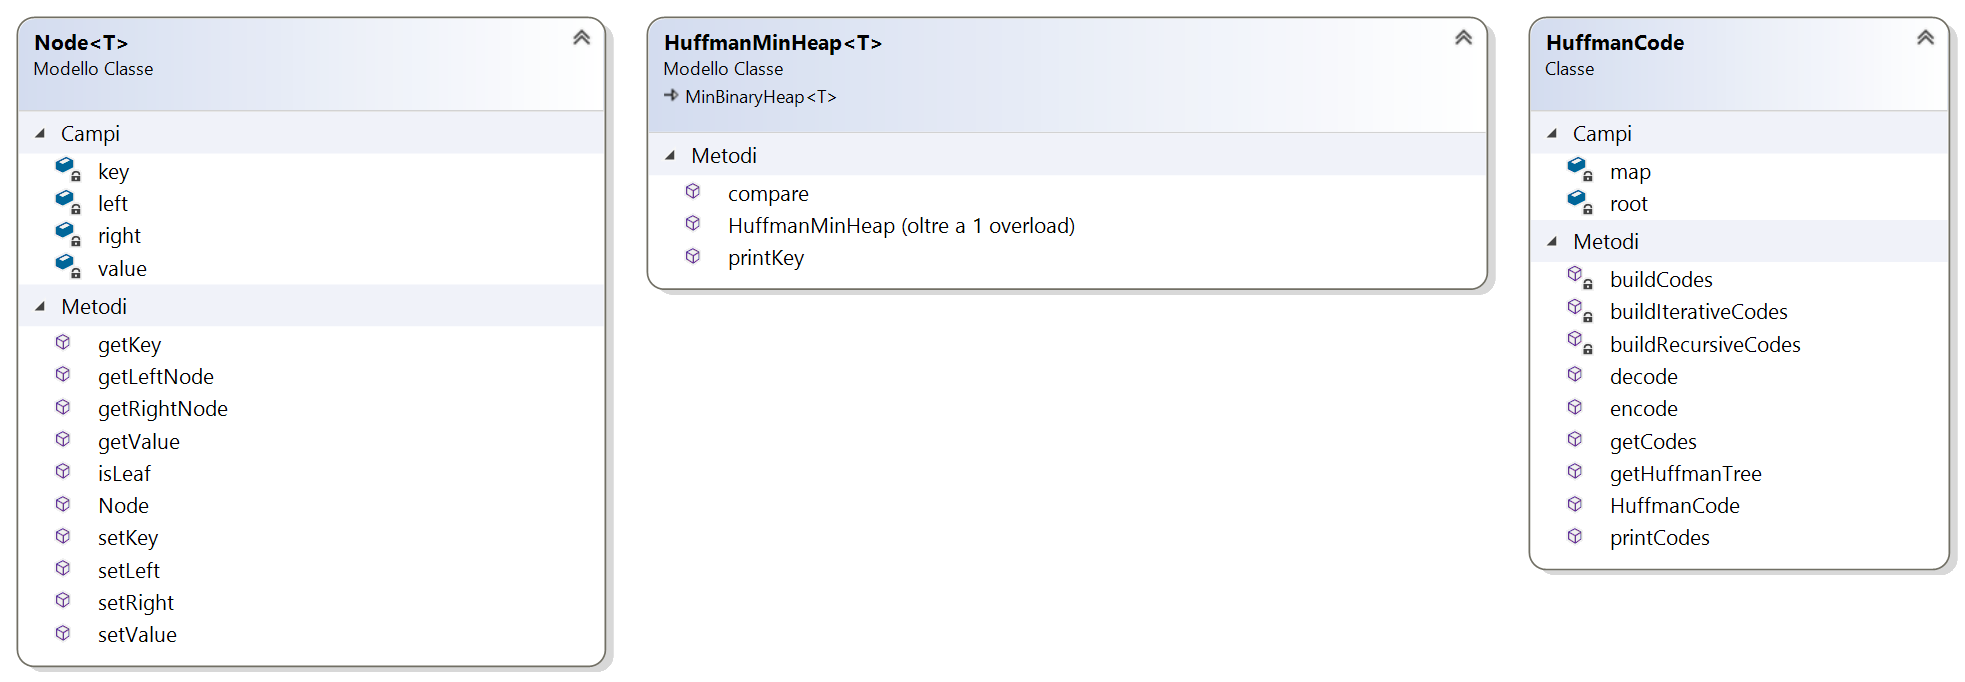 Node<T>
Modello Classe
Campi
key
left
right
value
Metodi
getKey
getLeftNode
getRightNode
getValue
isLeaf
Node
setKey
setLeft
setRight
setValue
HuffmanMinHeap<T>
Modello Classe
MinBinaryHeap<T>
Metodi
compare
HuffmanMinHeap (oltre a 1 overload)
printKey
HuffmanCode
Classe
Campi
map
root
Metodi
buildCodes
buildIterativeCodes
buildRecursiveCodes
decode
encode
getCodes
getHuffmanTree
HuffmanCode
printCodes